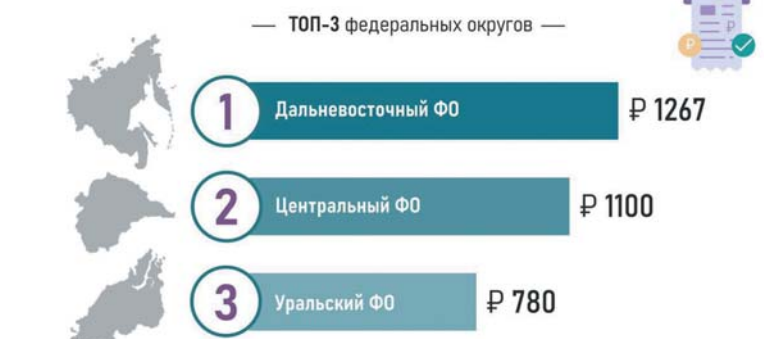 ТОП-3 федеральных округов
₽
₽
1 Дальневосточный ФО ₽ 1267
2 Центральный ФО ₽ 1100
3 Уральский ФО ₽ 780